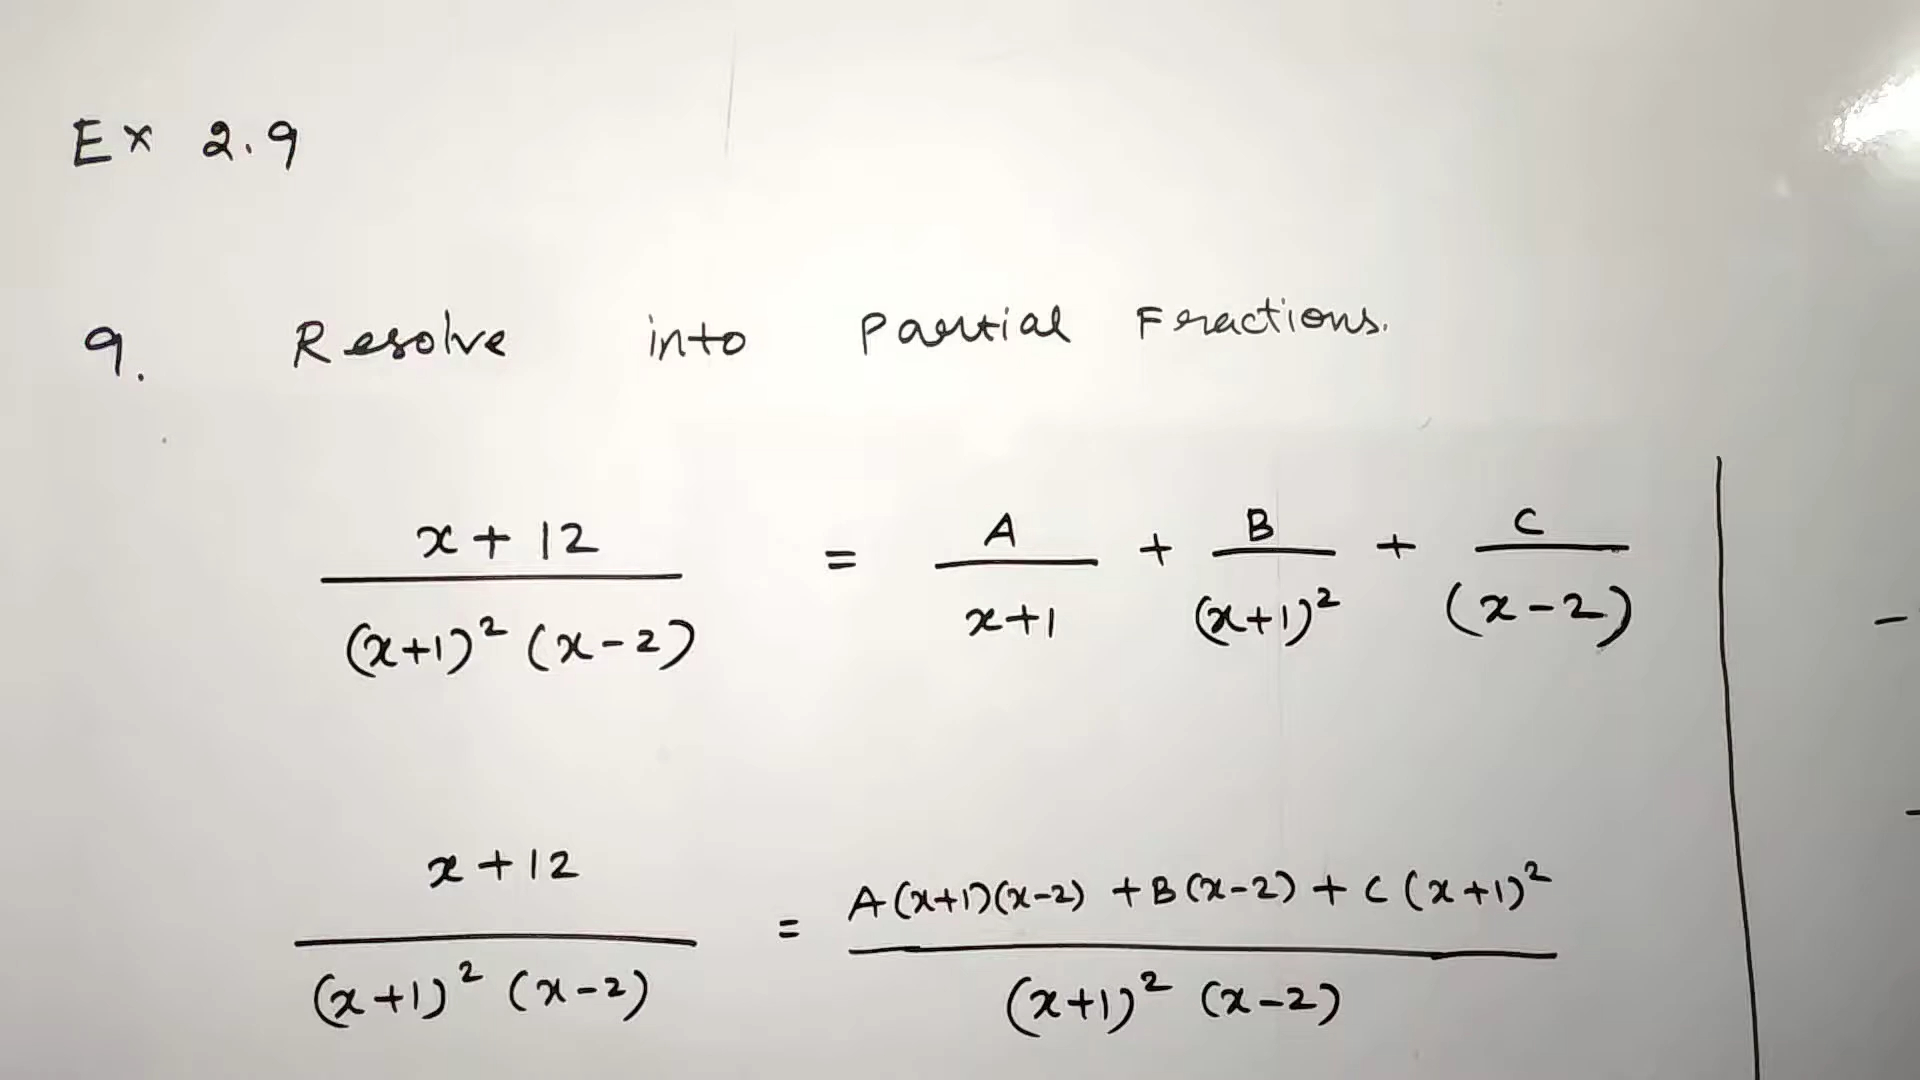 Ex 2.9
9. Resolve into Partial Fractions.
x + 12 / (x+1)² (x-2) = A / x+1 + B / (x+1)² + C / (x-2)
x + 12 / (x+1)² (x-2) = A(x+1)(x-2) + B(x-2) + C(x+1)² / (x+1)² (x-2)